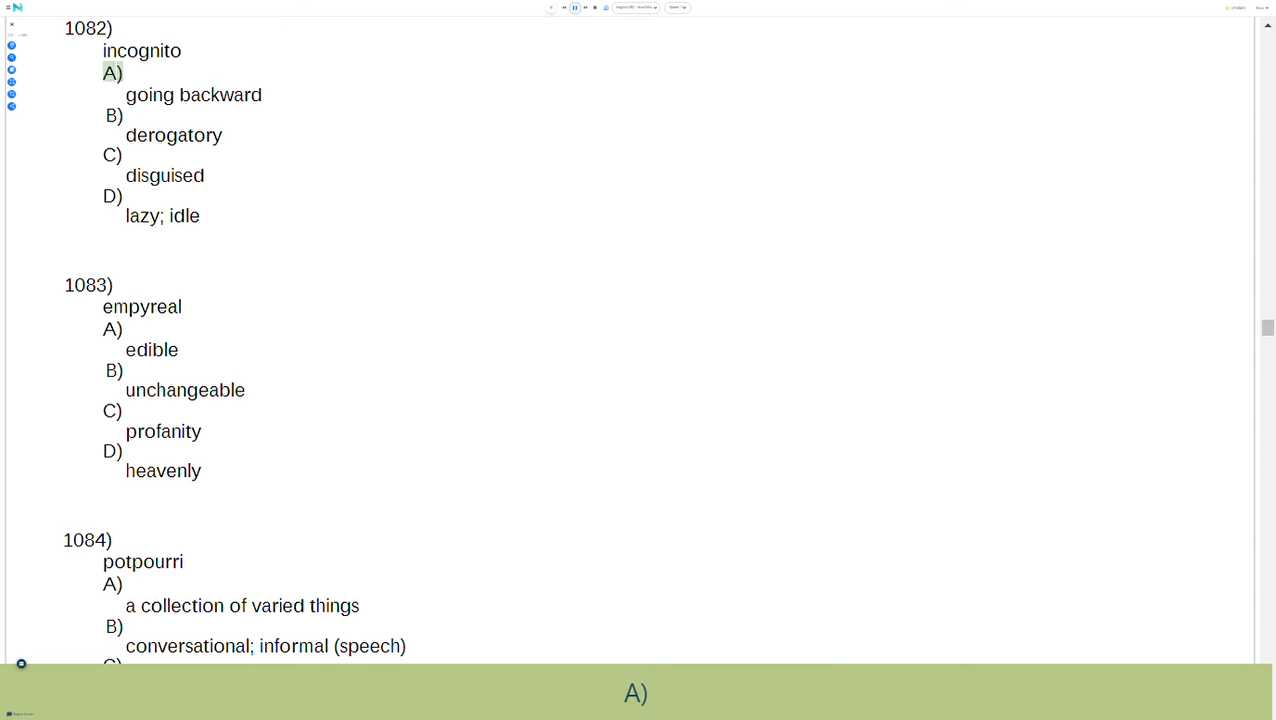 1082)
incognito
A)
going backward
B)
derogatory
C)
disguised
D)
lazy; idle
1083)
empyreal
A)
edible
B)
unchangeable
C)
profanity
D)
heavenly
1084)
potpourri
A)
a collection of varied things
B)
conversational; informal (speech)
C)
A)